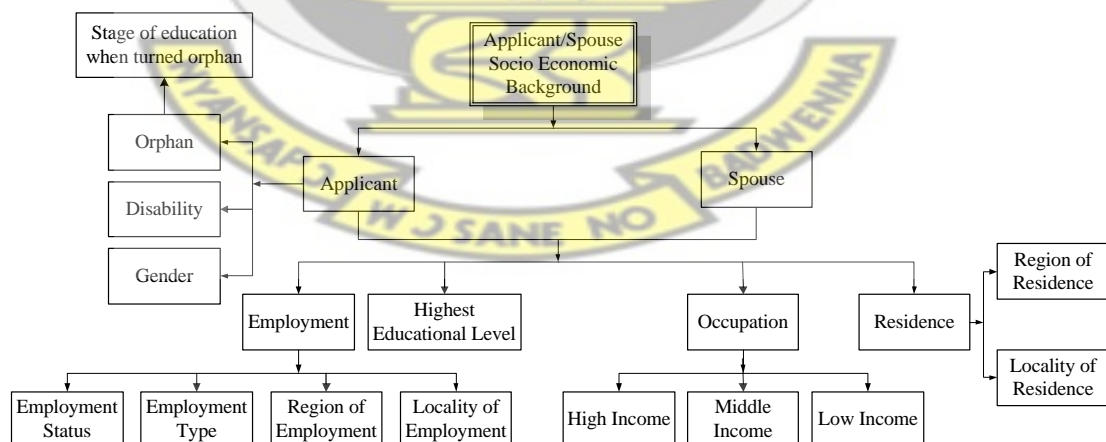 Stage of education
when turned orphan
Applicant/Spouse
Socio Economic
Background
Orphan
Applicant
Spouse
Disability
Gender
NYANSAPƆ WƆSANE NO BADWENMA
Employment
Highest
Educational Level
Occupation
Residence
Region of
Residence
Locality of
Residence
Employment
Status
Employment
Type
Region of
Employment
Locality of
Employment
High Income
Middle
Income
Low Income